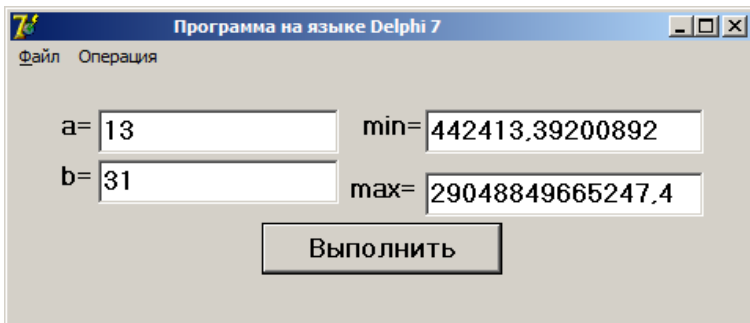 Программа на языке Delphi 7
Файл Операция
a= 13 min= 442413,39200892
b= 31 max= 29048849665247,4
Выполнить